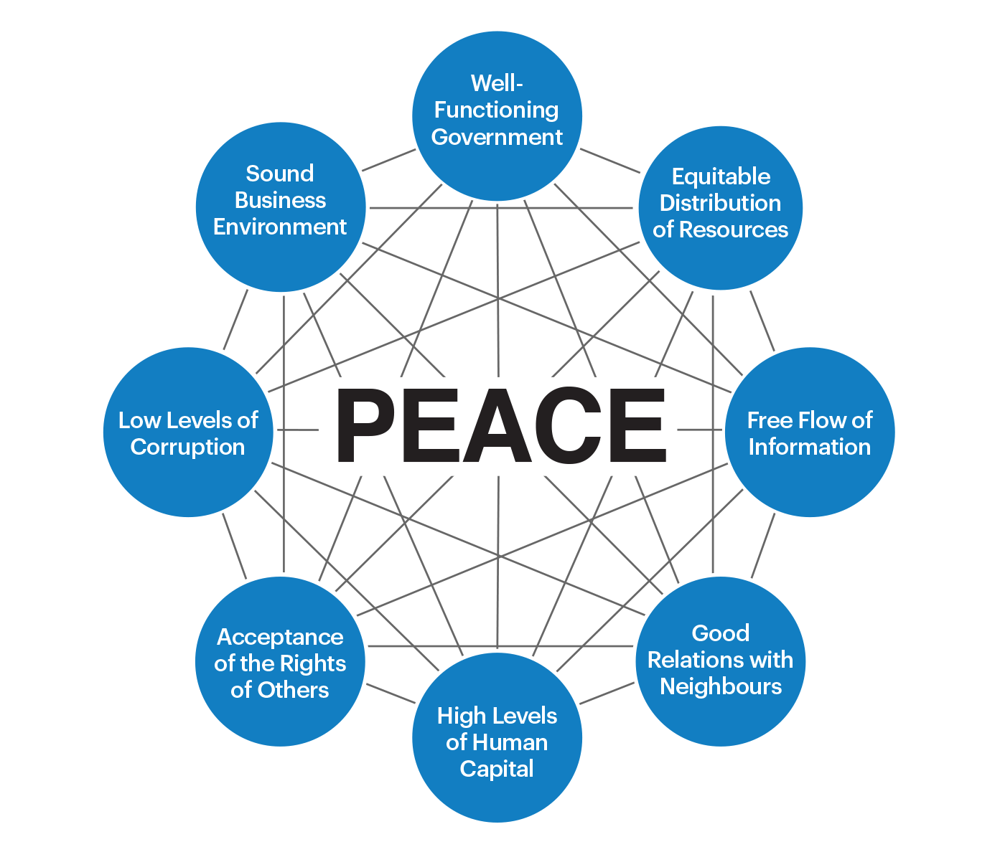 Well-
Functioning
Government
Sound
Business
Environment
Equitable
Distribution
of Resources
Low Levels of
Corruption
PEACE
Free Flow of
Information
Acceptance
of the Rights
of Others
Good
Relations with
Neighbours
High Levels
of Human
Capital